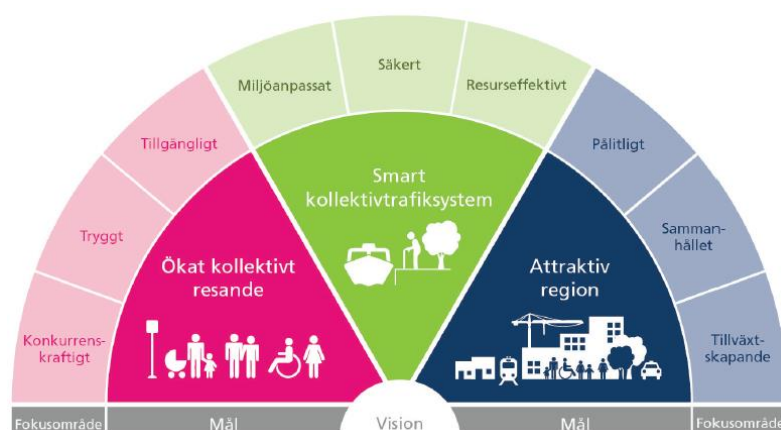 Miljöanpassat
Säkert
Resurseffektivt
Tillgängligt
Tryggt
Konkurrens-
kraftigt
Pålitligt
Samman-
hållet
Tillväxt-
skapande
Smart
kollektivtrafiksystem
Ökat kollektivt
resande
Attraktiv
region
Fokusområde
Mål
Vision
Mål
Fokusområde